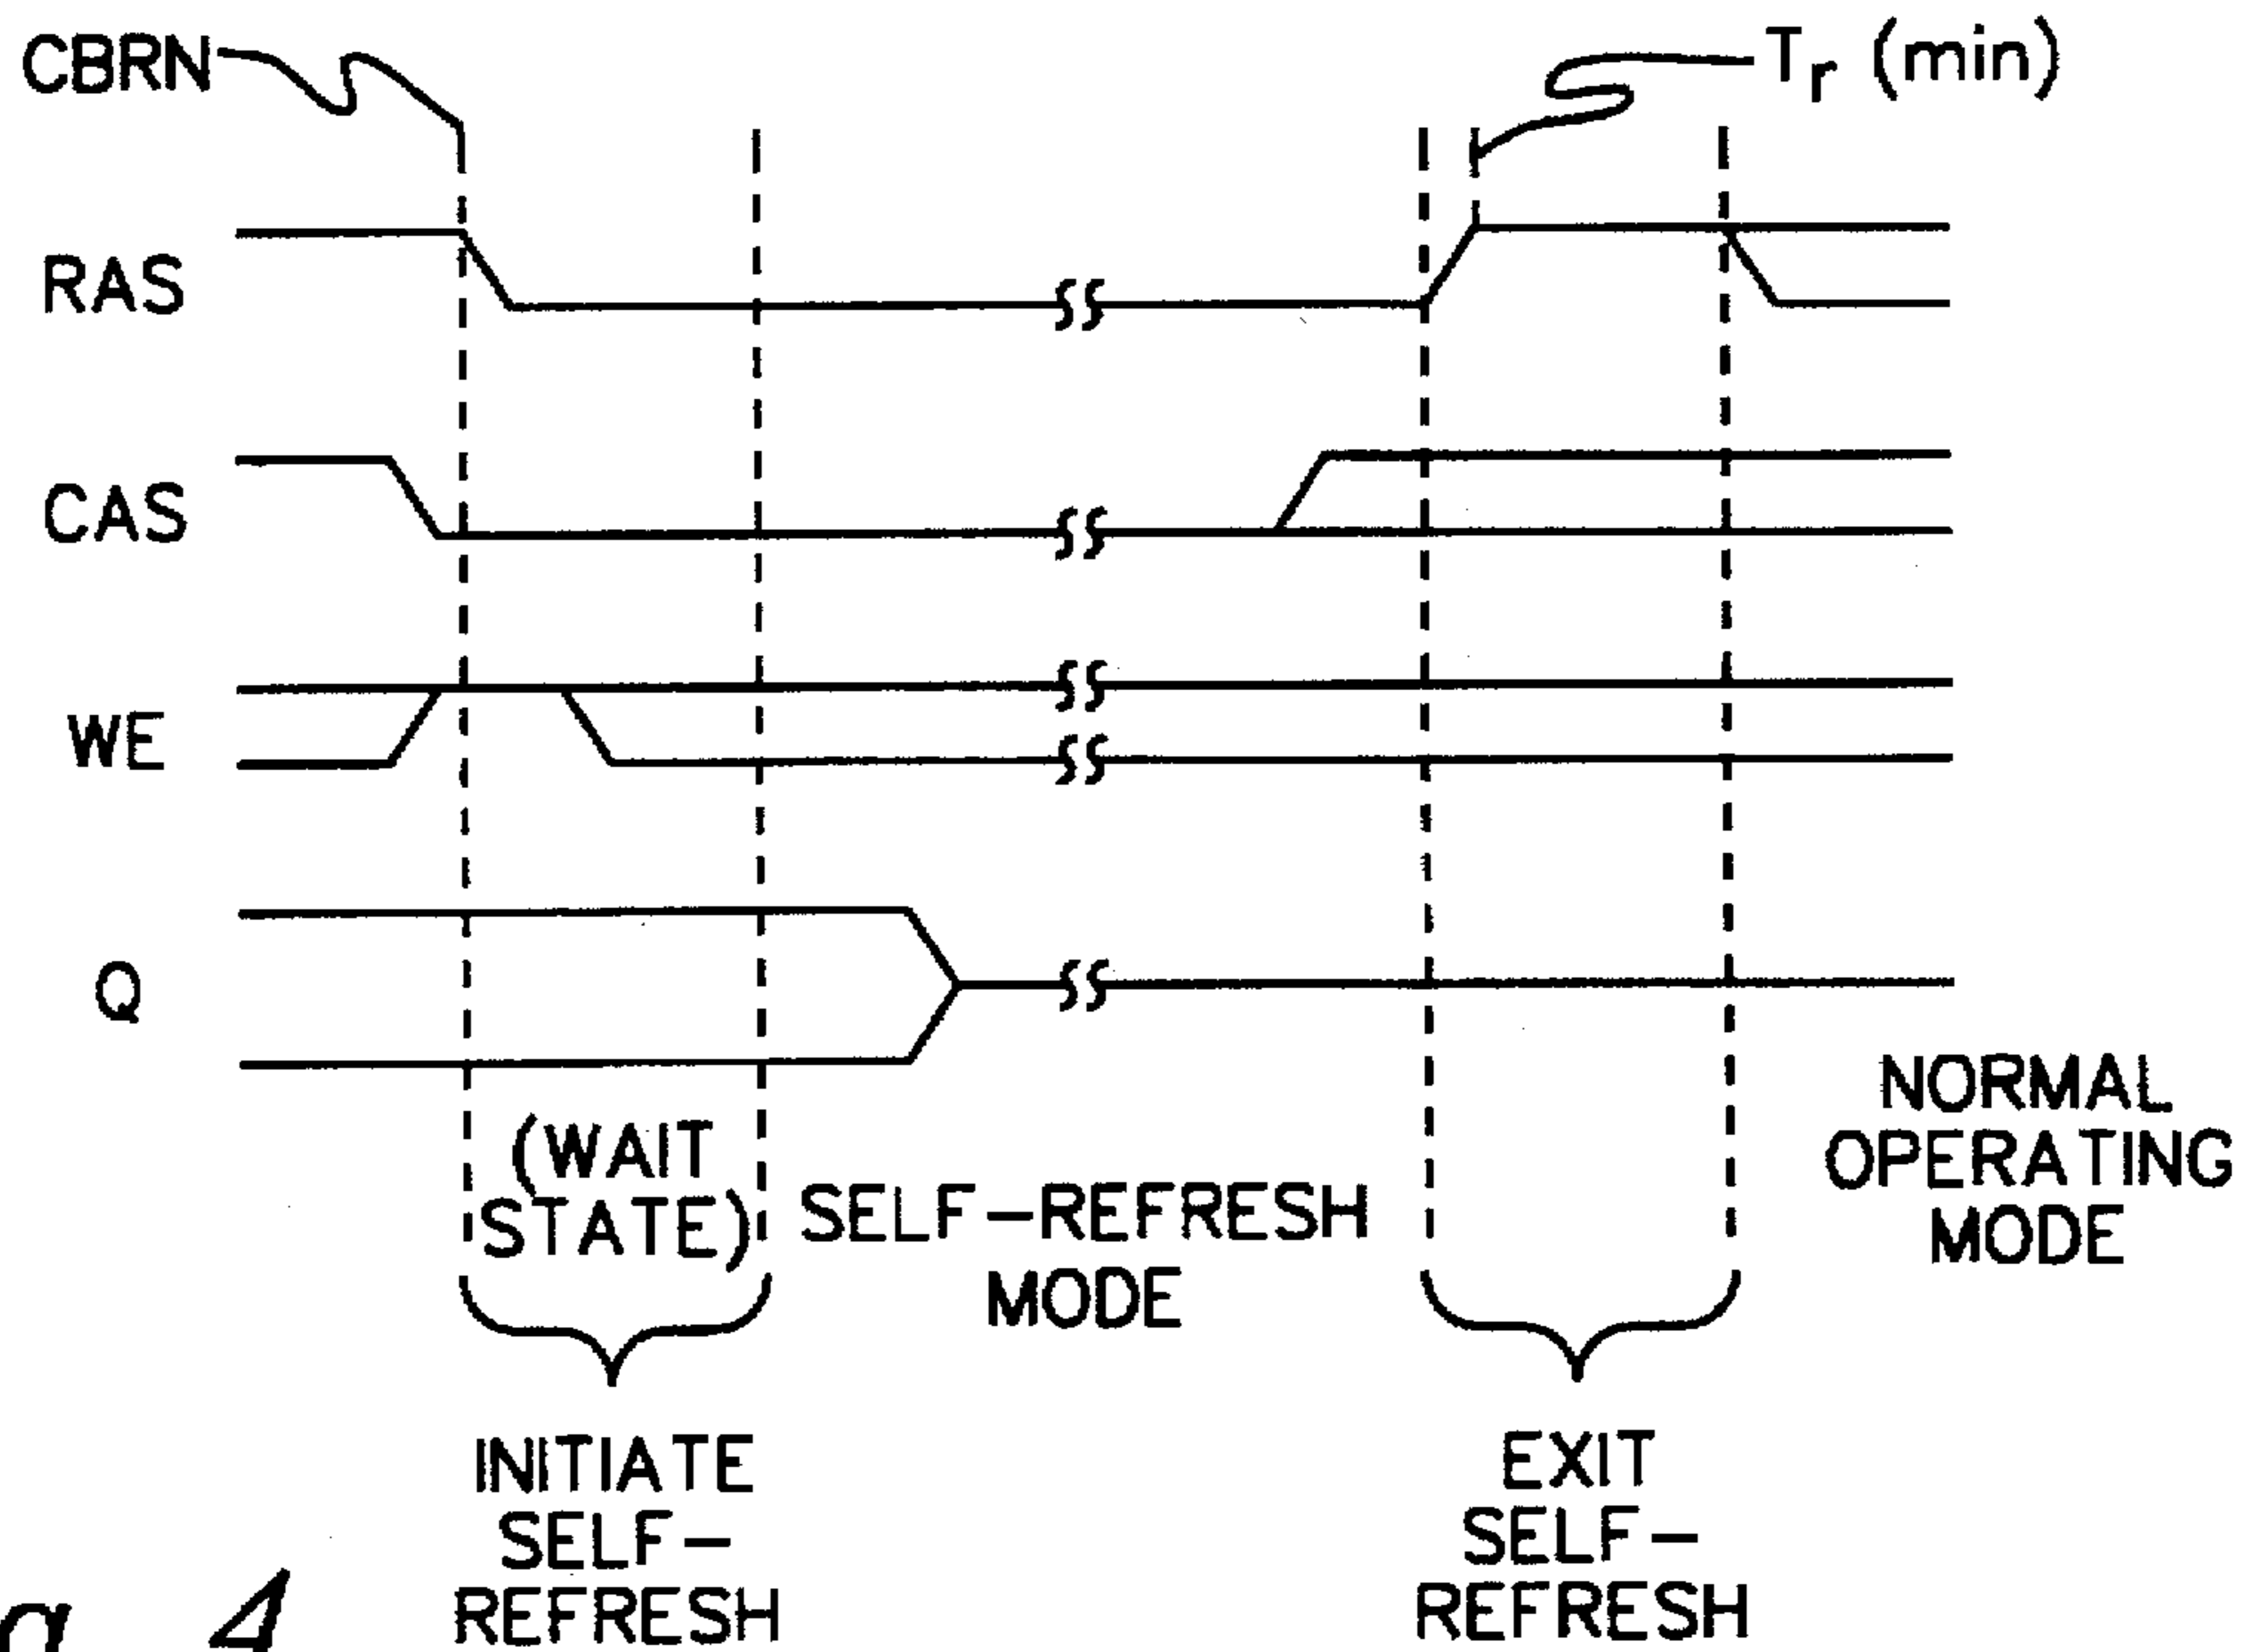 CBRN
Tr (min)
RAS
CAS
WE
Q
(WAIT
STATE)
SELF-REFRESH
MODE
NORMAL
OPERATING
MODE
INITIATE
SELF-
REFRESH
EXIT
SELF-
REFRESH
4